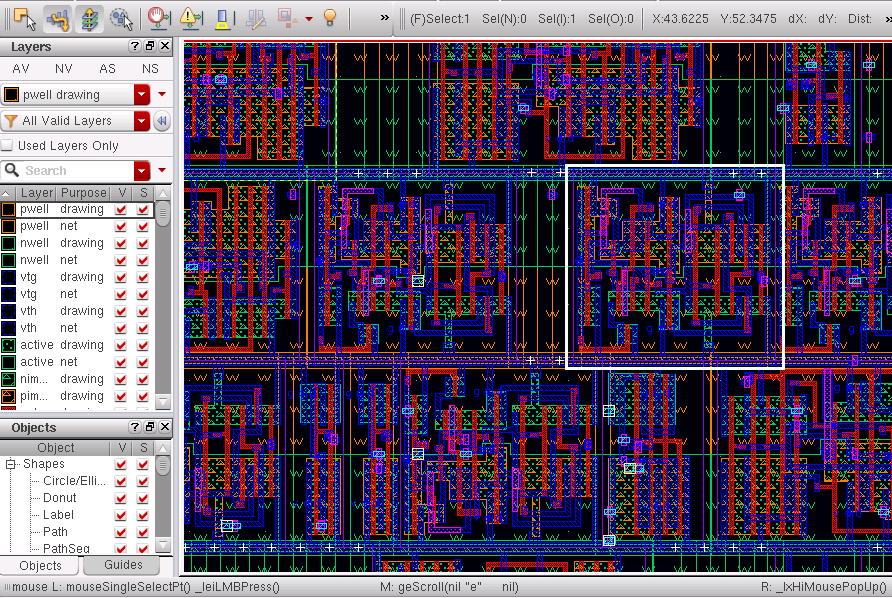 » (F)Select:1 Sel(N):0 Sel(I):1 Sel(O):0 X:43.6225 Y:52.3475 dX: dY: Dist: »
Layers
AV NV AS NS
pwell drawing
All Valid Layers
Used Layers Only
Search
Layer Purpose V S
pwell drawing
pwell net
nwell drawing
nwell net
vtg drawing
vtg net
vth drawing
vth net
active drawing
active net
nim... drawing
pim... drawing
Objects
Object V S
Shapes
Circle/Elli...
Donut
Label
Path
PathSeg
Objects Guides
mouse L: mouseSingleSelectPt() _leiLMBPress() M: geScroll(nil "e" nil) R: _lxHiMousePopUp()